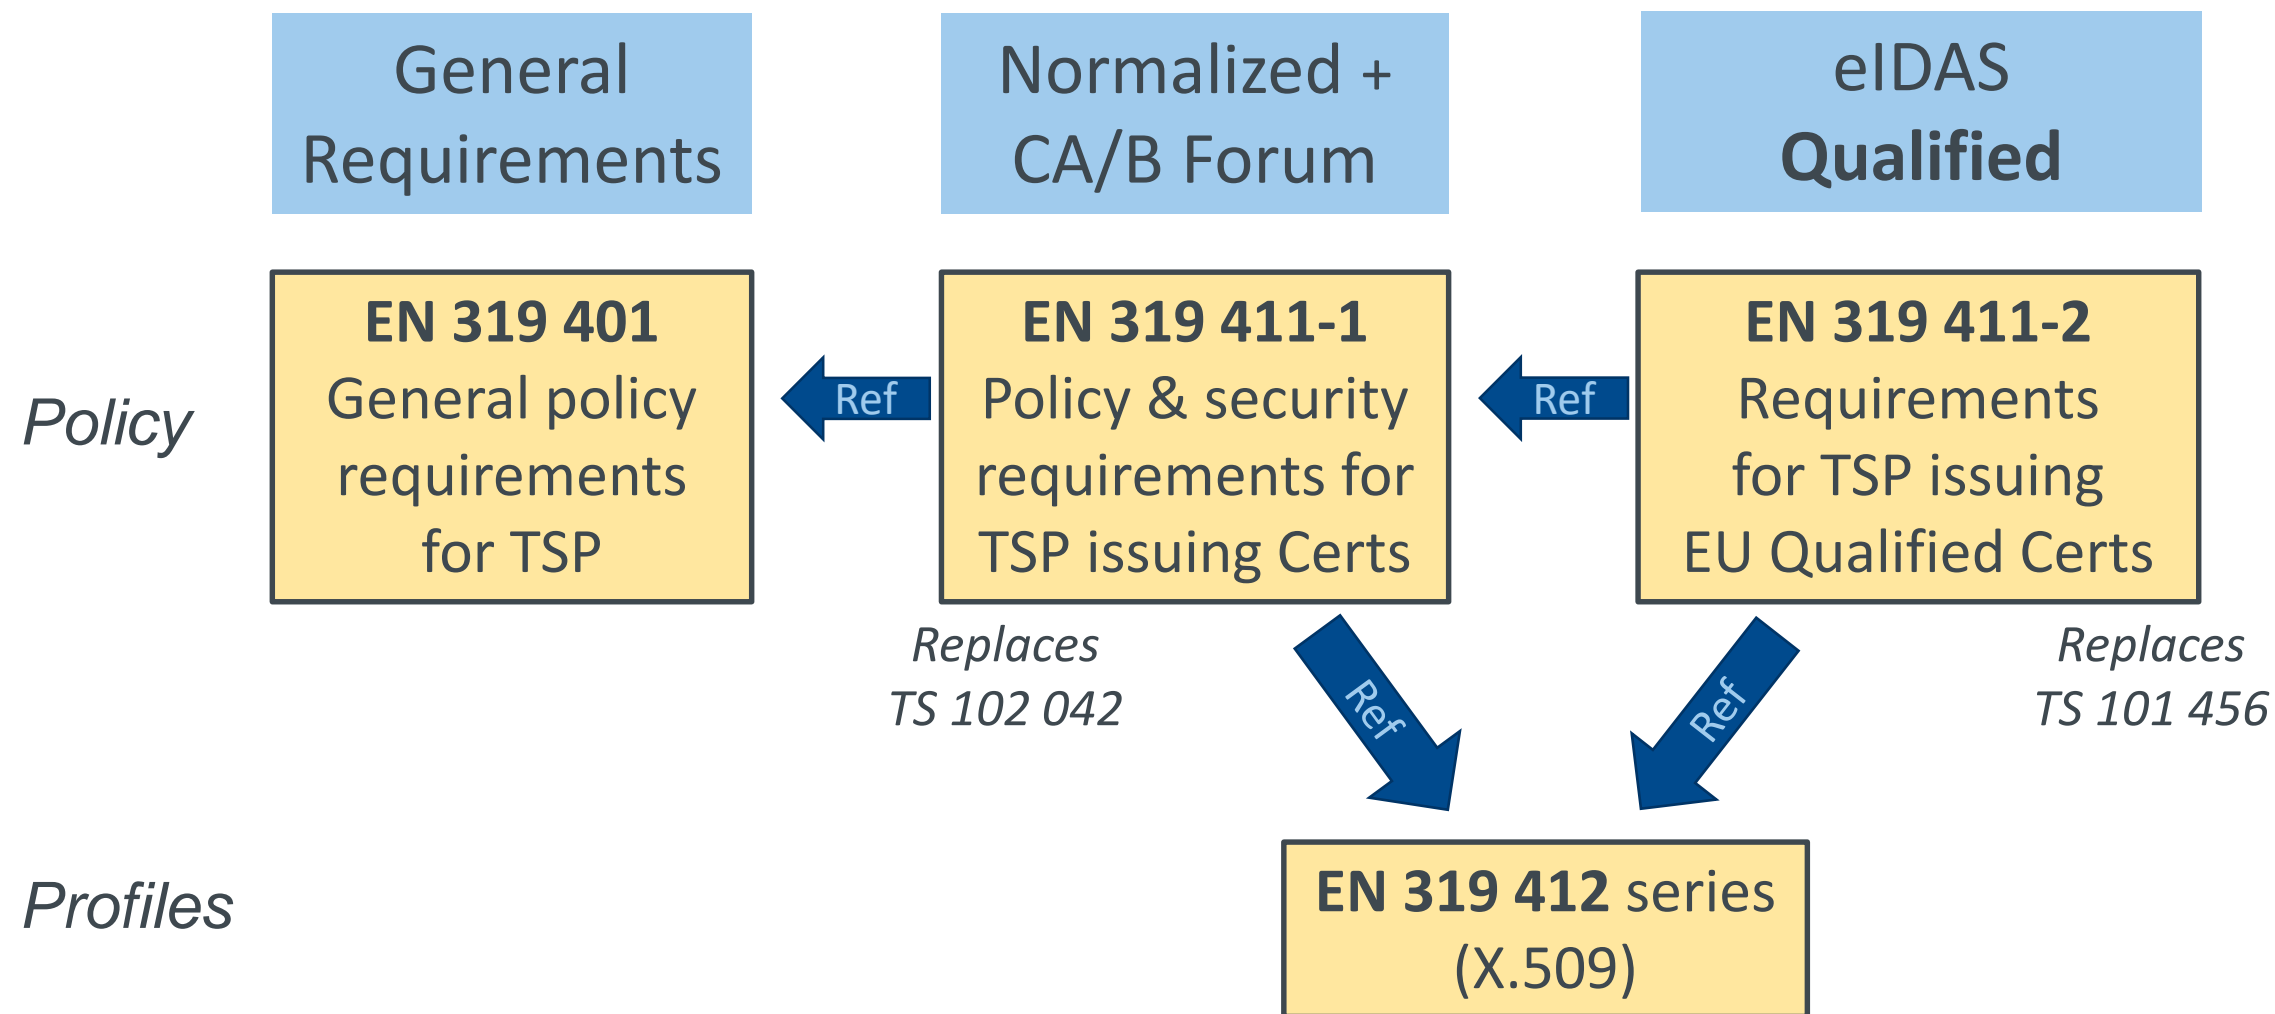 General
Requirements
Normalized +
CA/B Forum
eIDAS
Qualified
Policy
EN 319 401
General policy
requirements
for TSP
Ref
EN 319 411-1
Policy & security
requirements for
TSP issuing Certs
Ref
EN 319 411-2
Requirements
for TSP issuing
EU Qualified Certs
Replaces
TS 102 042
Ref
Ref
Replaces
TS 101 456
Profiles
EN 319 412 series
(X.509)